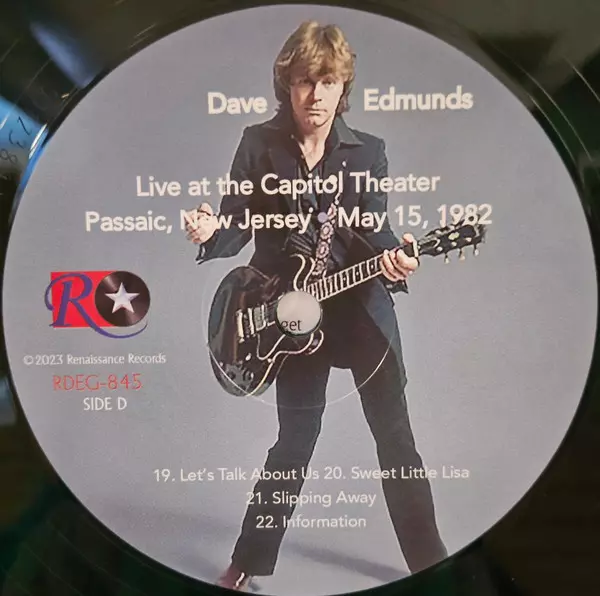 Dave Edmunds
Live at the Capitol Theater
Passaic, New Jersey • May 15, 1982
R
©2023 Renaissance Records
RDEG-845
SIDE D
get
19. Let's Talk About Us 20. Sweet Little Lisa
21. Slipping Away
22. Information